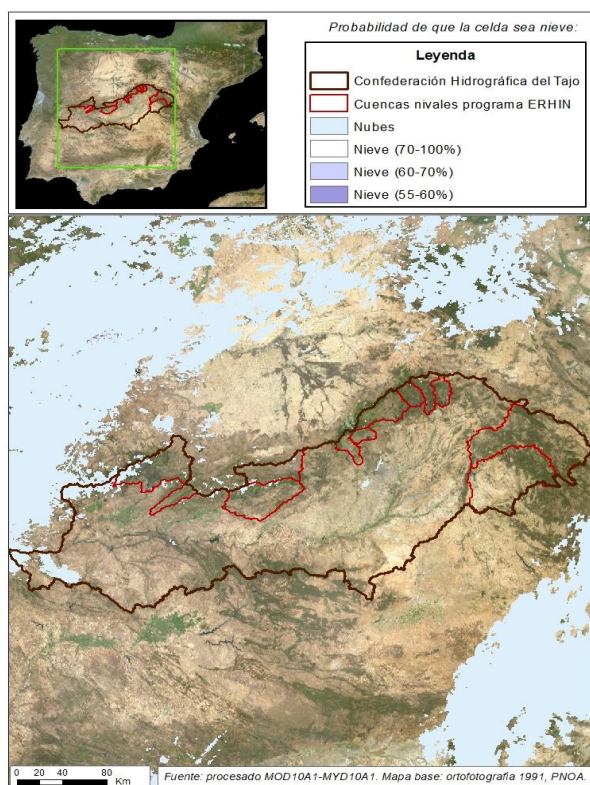 Probabilidad de que la celda sea nieve:
Leyenda
Confederación Hidrográfica del Tajo
Cuencas nivales programa ERHIN
Nubes
Nieve (70-100%)
Nieve (60-70%)
Nieve (55-60%)
0 20 40 80
Km
Fuente: procesado MOD10A1-MYD10A1. Mapa base: ortofotografía 1991, PNOA.